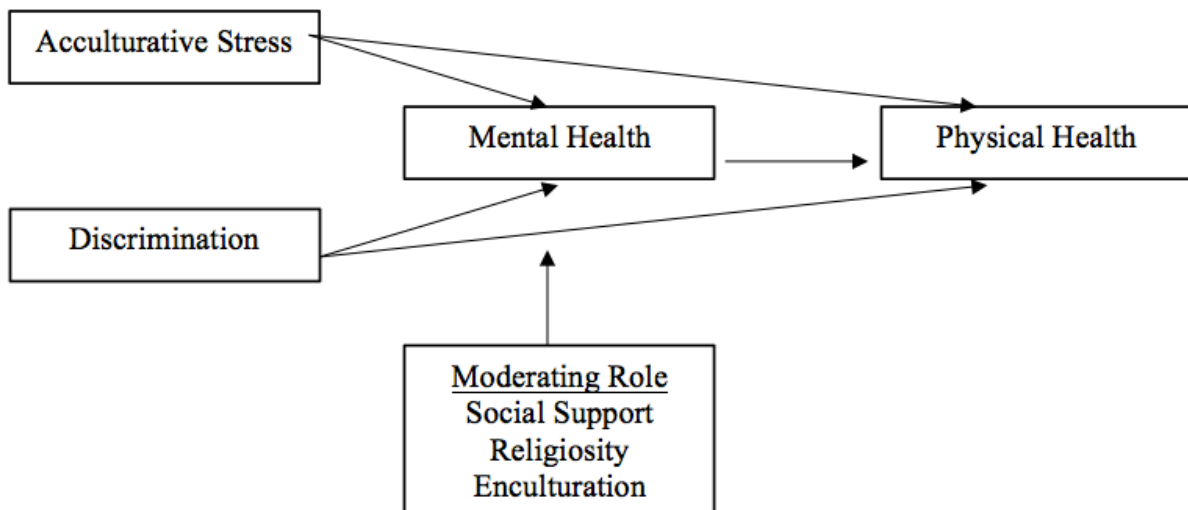 Acculturative Stress
Mental Health
Physical Health
Discrimination
Moderating Role
Social Support
Religiosity
Enculturation